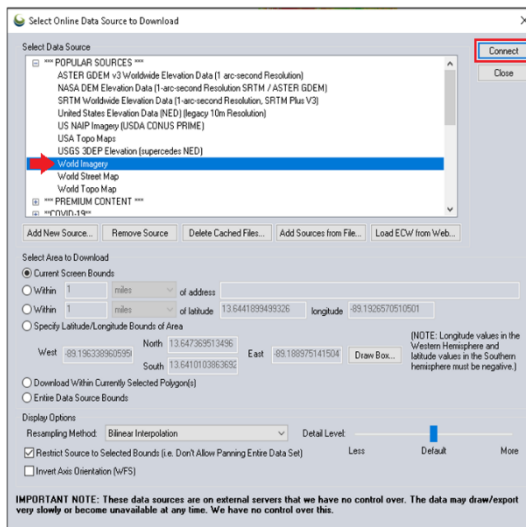 Select Online Data Source to Download
Select Data Source
*** POPULAR SOURCES ***
ASTER GDEM v3 Worldwide Elevation Data (1 arc-second Resolution)
NASA DEM Elevation Data (1-arc-second Resolution SRTM / ASTER GDEM)
SRTM Worldwide Elevation Data (1-arc-second Resolution, SRTM Plus V3)
United States Elevation Data (NED) (legacy 10m Resolution)
US NAIP Imagery (USDA CONUS PRIME)
USA Topo Maps
USGS 3DEP Elevation (supercedes NED)
World Imagery
World Street Map
World Topo Map
*** PREMIUM CONTENT ***
**COVID-19**
Connect
Close
Add New Source... Remove Source Delete Cached Files... Add Sources from File... Load ECW from Web...
Select Area to Download
Current Screen Bounds
Within 1 miles of address
Within 1 miles of latitude 13.6441899499326 longitude -89.1926570510501
Specify Latitude/Longitude Bounds of Area
North 13.647369513496
West -89.196338960595 East -89.188975141504 Draw Box...
South 13.6410103863692
(NOTE: Longitude values in the
Western Hemisphere and
latitude values in the Southern
hemisphere must be negative.)
Download Within Currently Selected Polygon(s)
Entire Data Source Bounds
Display Options
Resampling Method: Bilinear Interpolation Detail Level:
Less Default More
Restrict Source to Selected Bounds (i.e. Don't Allow Panning Entire Data Set)
Invert Axis Orientation (WFS)
IMPORTANT NOTE: These data sources are on external servers that we have no control over. The data may draw/export
very slowly or become unavailable at any time. We have no control over this.